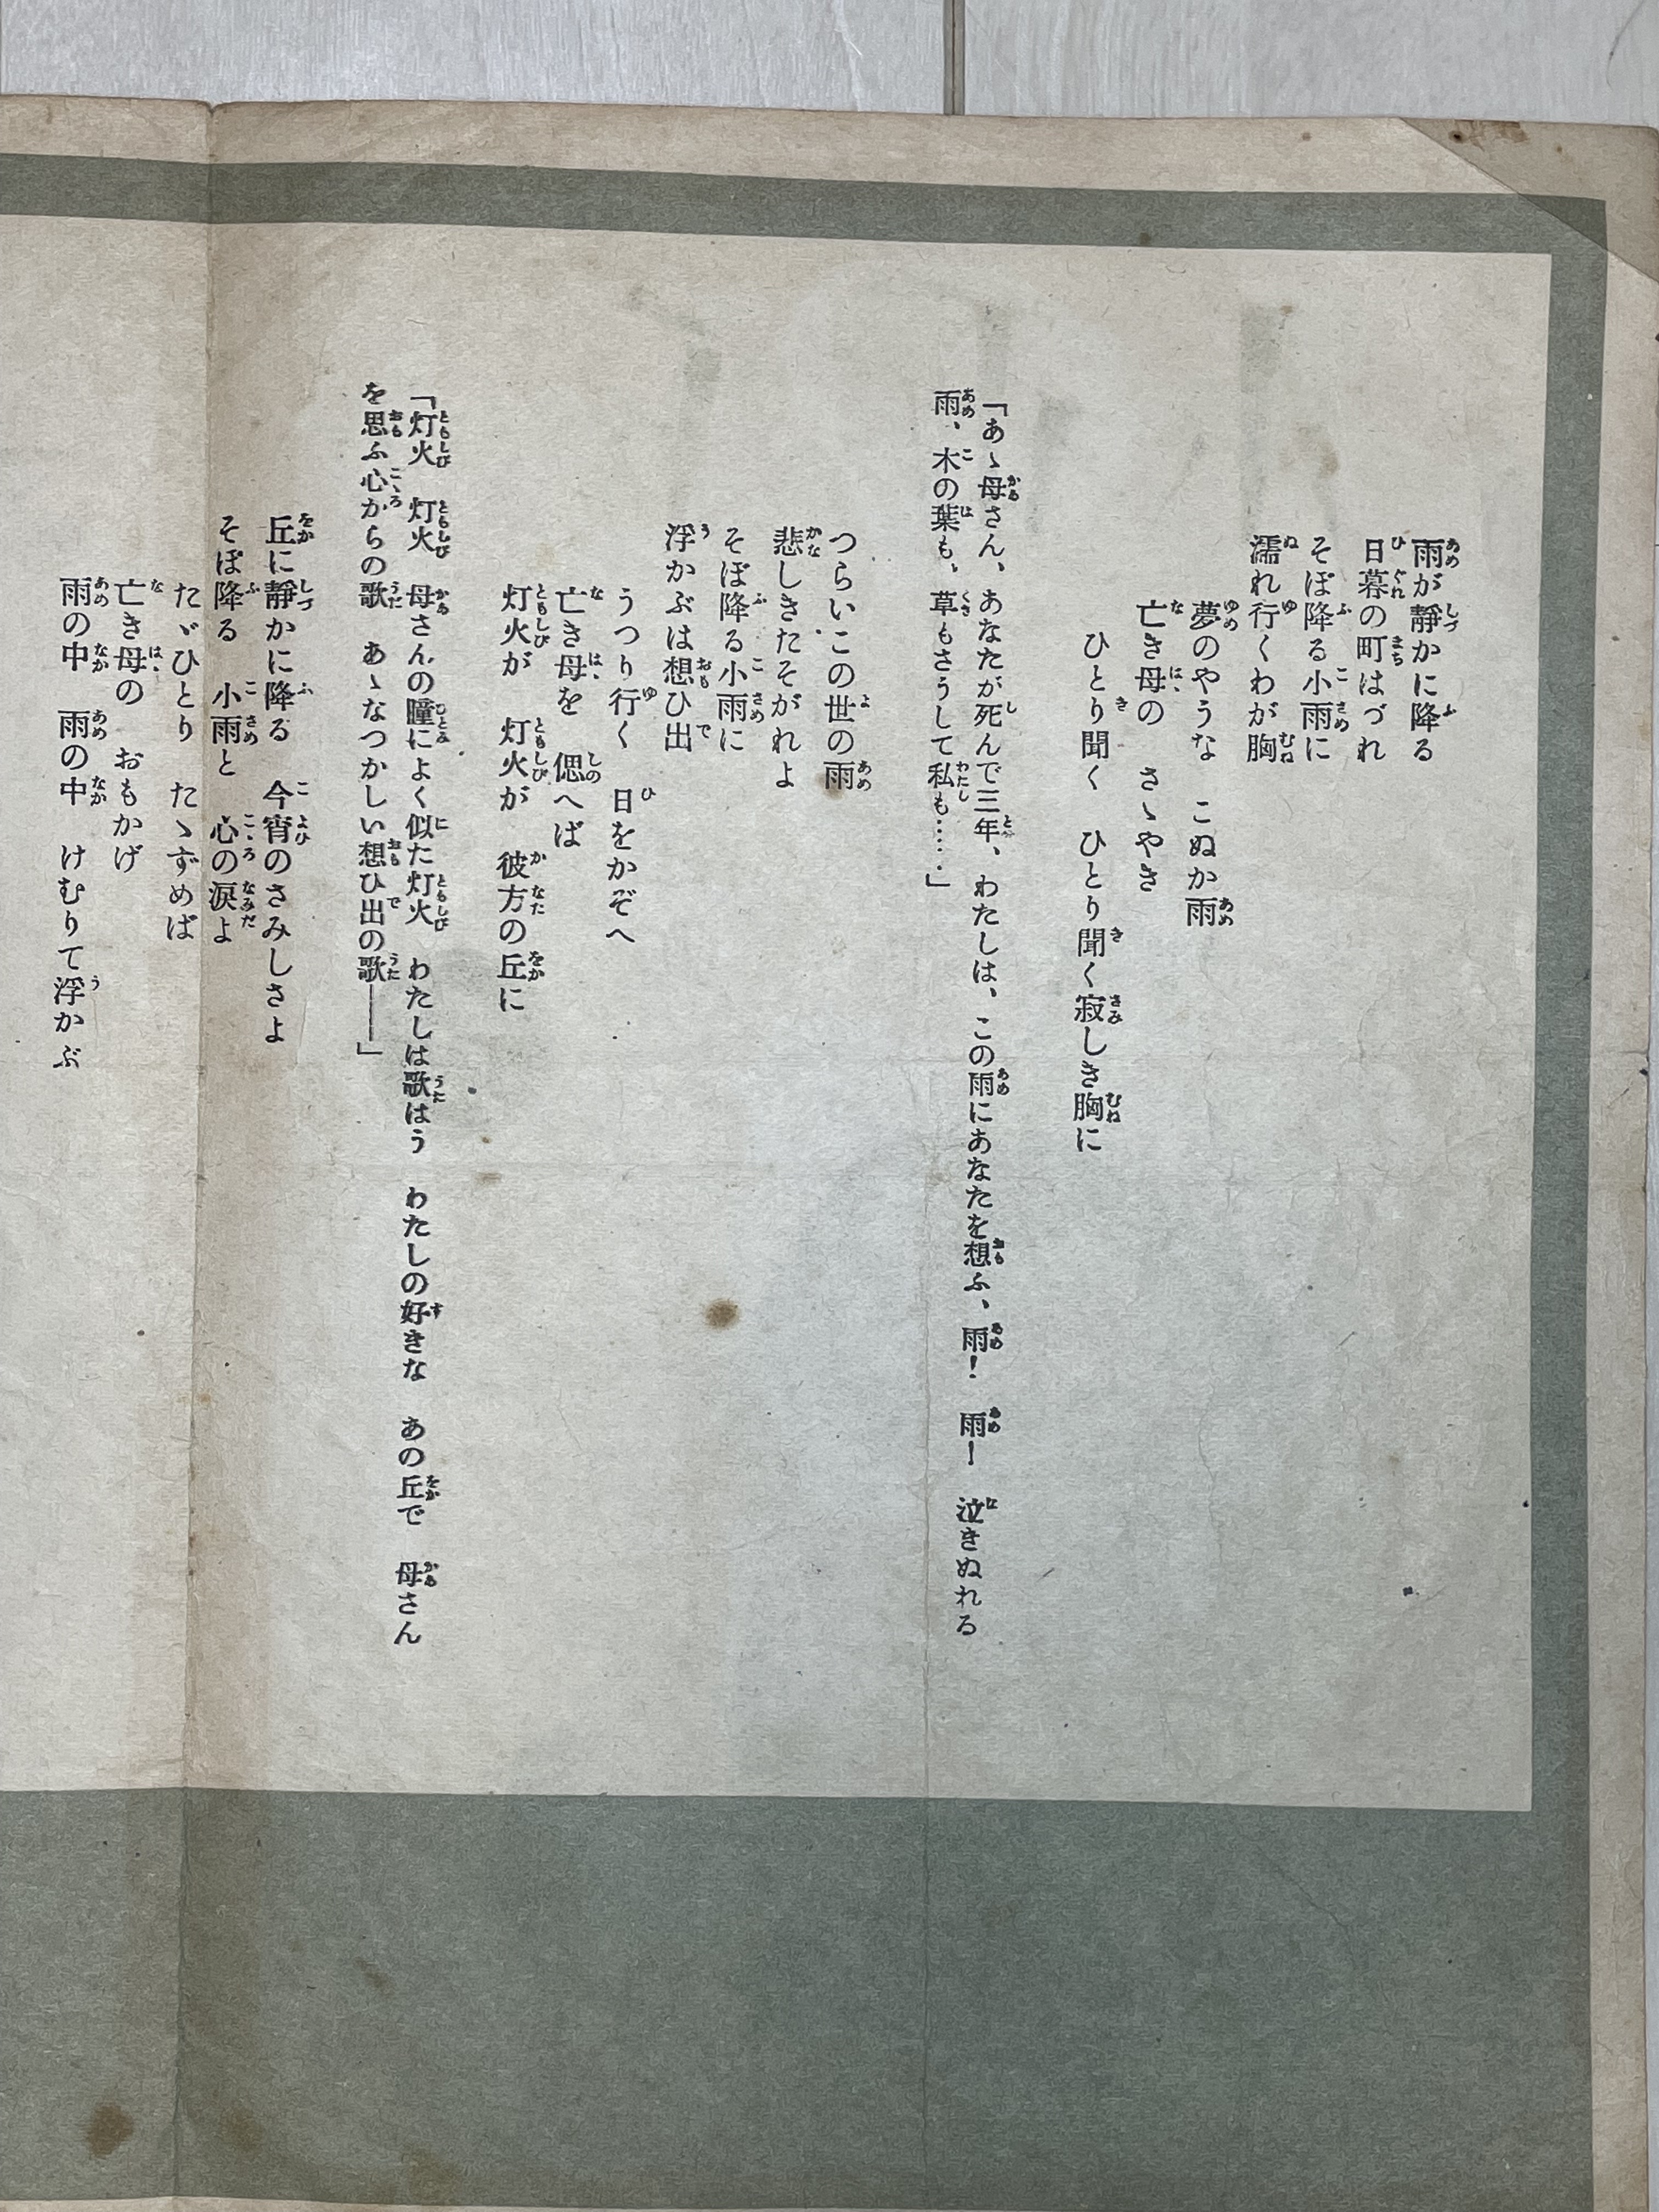 雨が靜かに降る
日暮の町はづれ
そぼ降る小雨に
濡れ行くわが胸
夢のやうな　こぬか雨
亡き母の　さゝやき
ひとり聞く　ひとり聞く寂しき胸に
「あゝ母さん、あなたが死んで三年、わたしは、この雨にあなたを想ふ、雨！　雨！　泣きぬれる
雨、木の葉も、草もさうして私も……」
つらいこの世の雨
悲しきたそがれよ
そぼ降る小雨に
浮かぶは想ひ出
うつり行く　日をかぞへ
亡き母を　偲へば
灯火が　灯火が　彼方の丘に
「灯火　灯火　母さんの瞳によく似た灯火　わたしは歌はう　わたしの好きな　あの丘で　母さん
を思ふ心からの歌　あゝなつかしい想ひ出の歌――」
丘に靜かに降る　今宵のさみしさよ
そぼ降る　小雨と　心の淚よ
たゞひとり　たゝずめば
亡き母の　おもかげ
雨の中　雨の中　けむりて浮かぶ